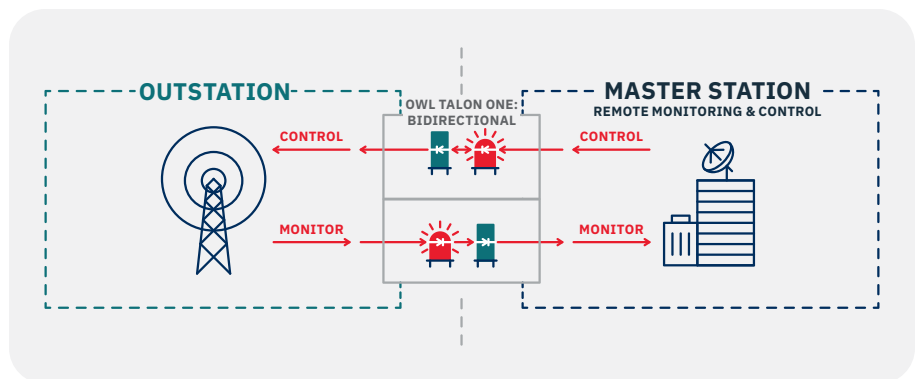 OUTSTATION
MASTER STATION
REMOTE MONITORING & CONTROL
OWL TALON ONE:
BIDIRECTIONAL
CONTROL
CONTROL
MONITOR
MONITOR